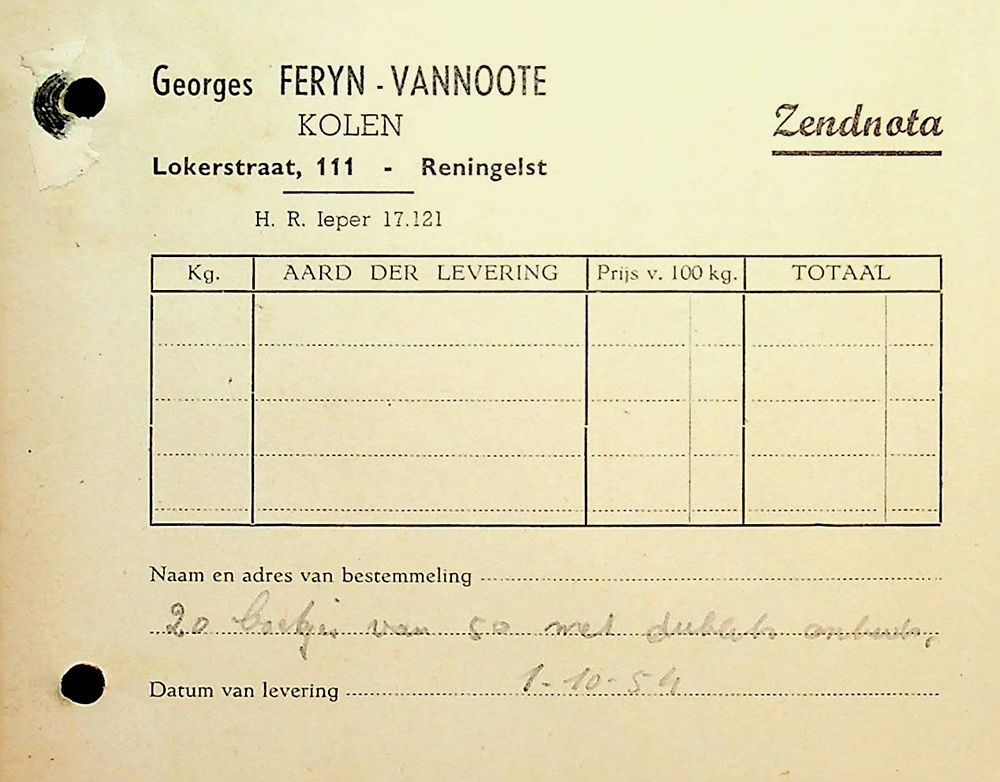 Georges FERYN - VANNOOTE
KOLEN
Zendnota
Lokerstraat, 111 - Reningelst
H. R. Ieper 17.121
Kg. AARD DER LEVERING Prijs v. 100 kg. TOTAAL
Naam en adres van bestemmeling
20 boekjes van 50 met
Datum van levering 1-10-54